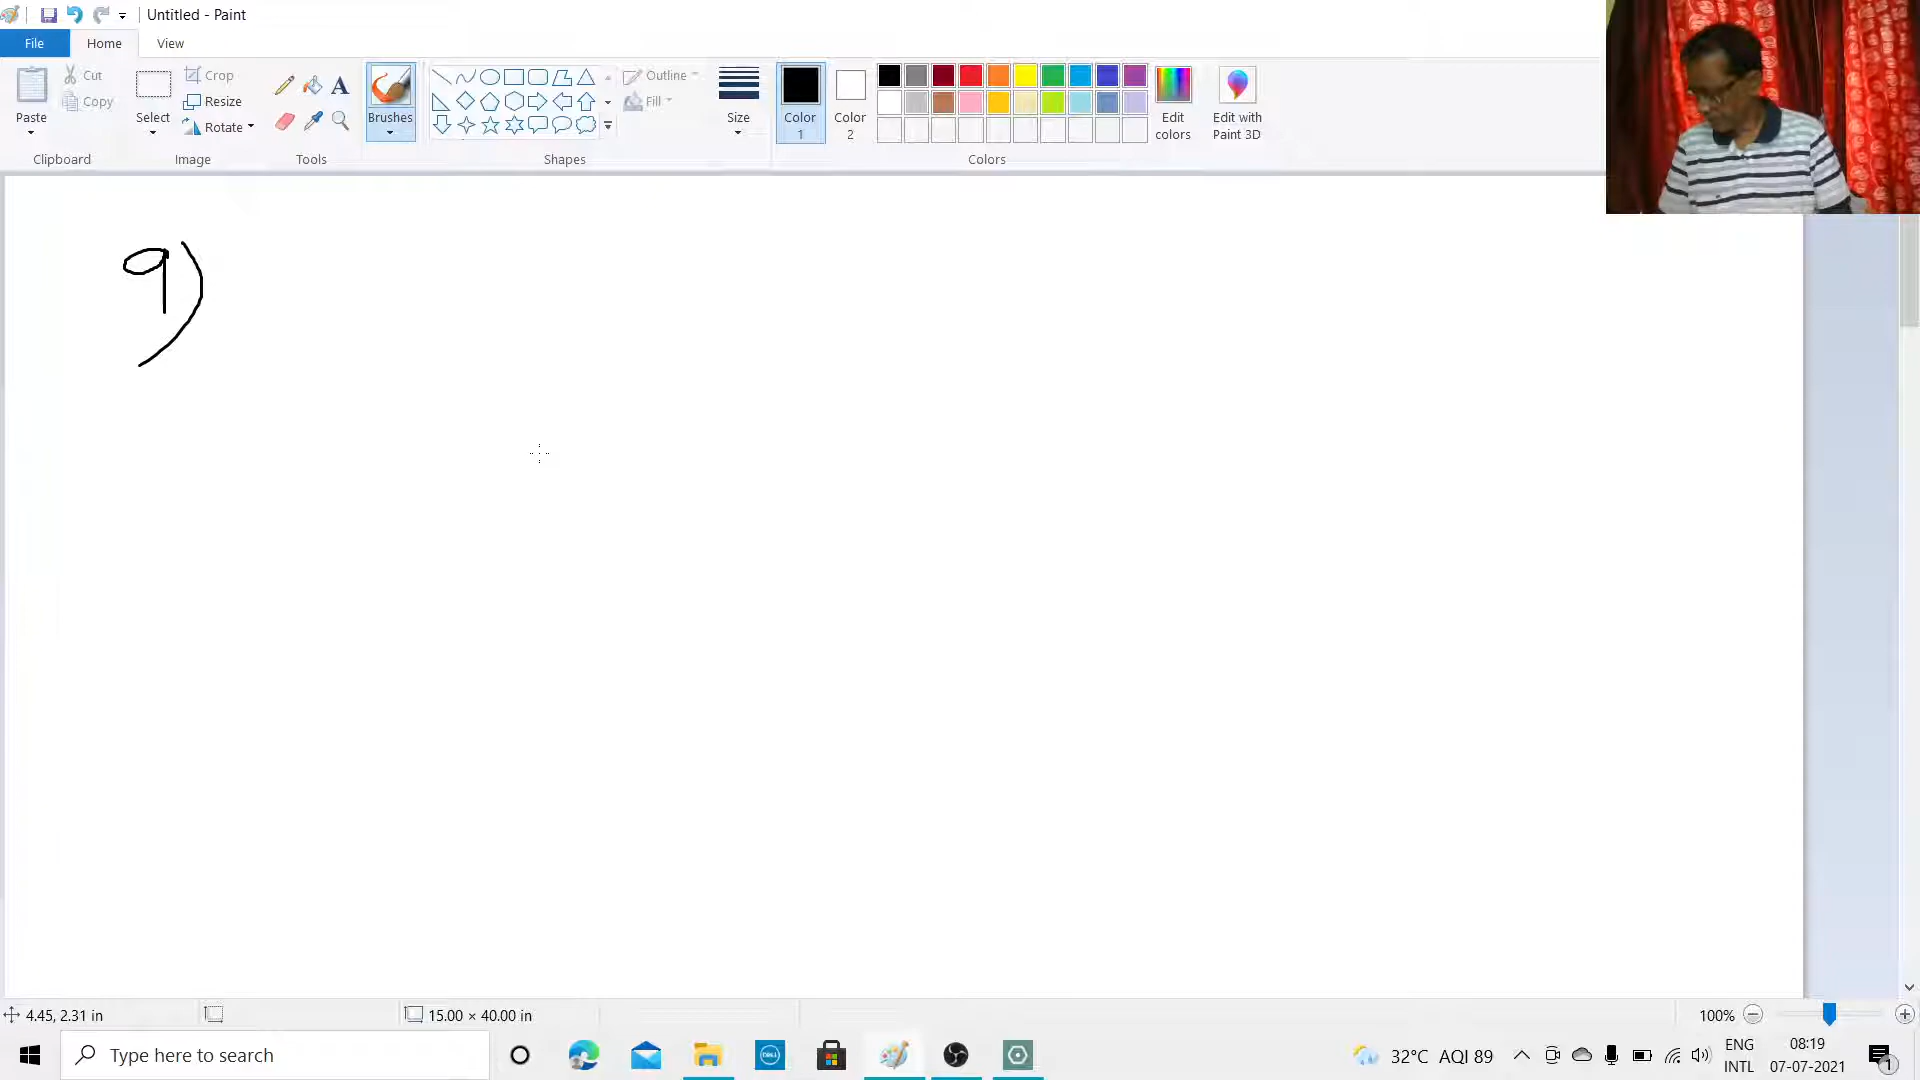 Untitled - Paint
File Home View
Paste
Cut
Copy
Clipboard
Select
Crop
Resize
Rotate
Image
A
Tools
Brushes
Outline
Fill
Shapes
Size
Color 1
Color 2
Edit colors
Edit with Paint 3D
Colors
9)
4.45, 2.31 in
15.00 × 40.00 in
100%
Type here to search
DELL
32°C AQI 89
ENG INTL
08:19
07-07-2021
1